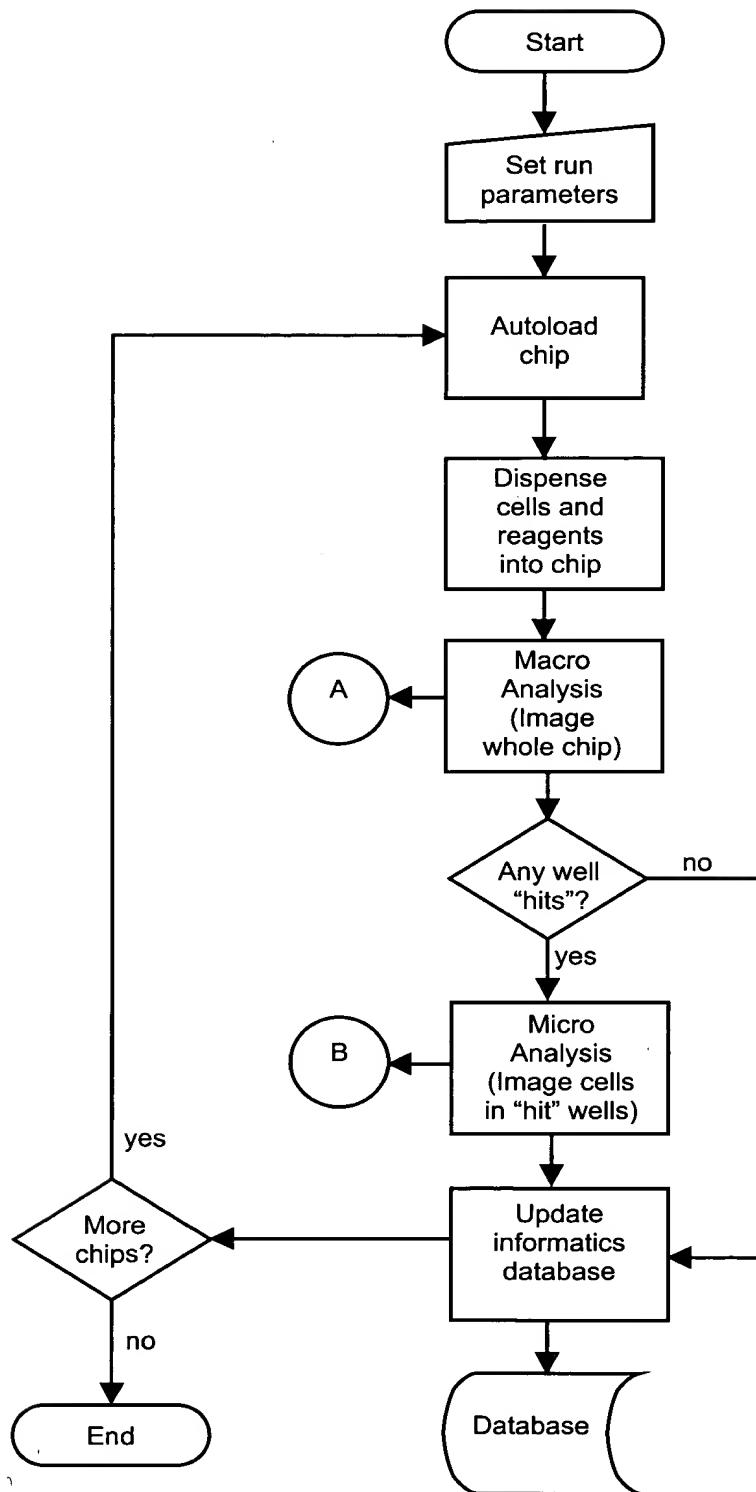 Start
Set run
parameters
Autoload
chip
Dispense
cells and
reagents
into chip
Macro
Analysis
(Image
whole chip)
A
Any well
“hits”?
no
yes
Micro
Analysis
(Image cells
in “hit” wells)
B
yes
More
chips?
Update
informatics
database
no
End
Database